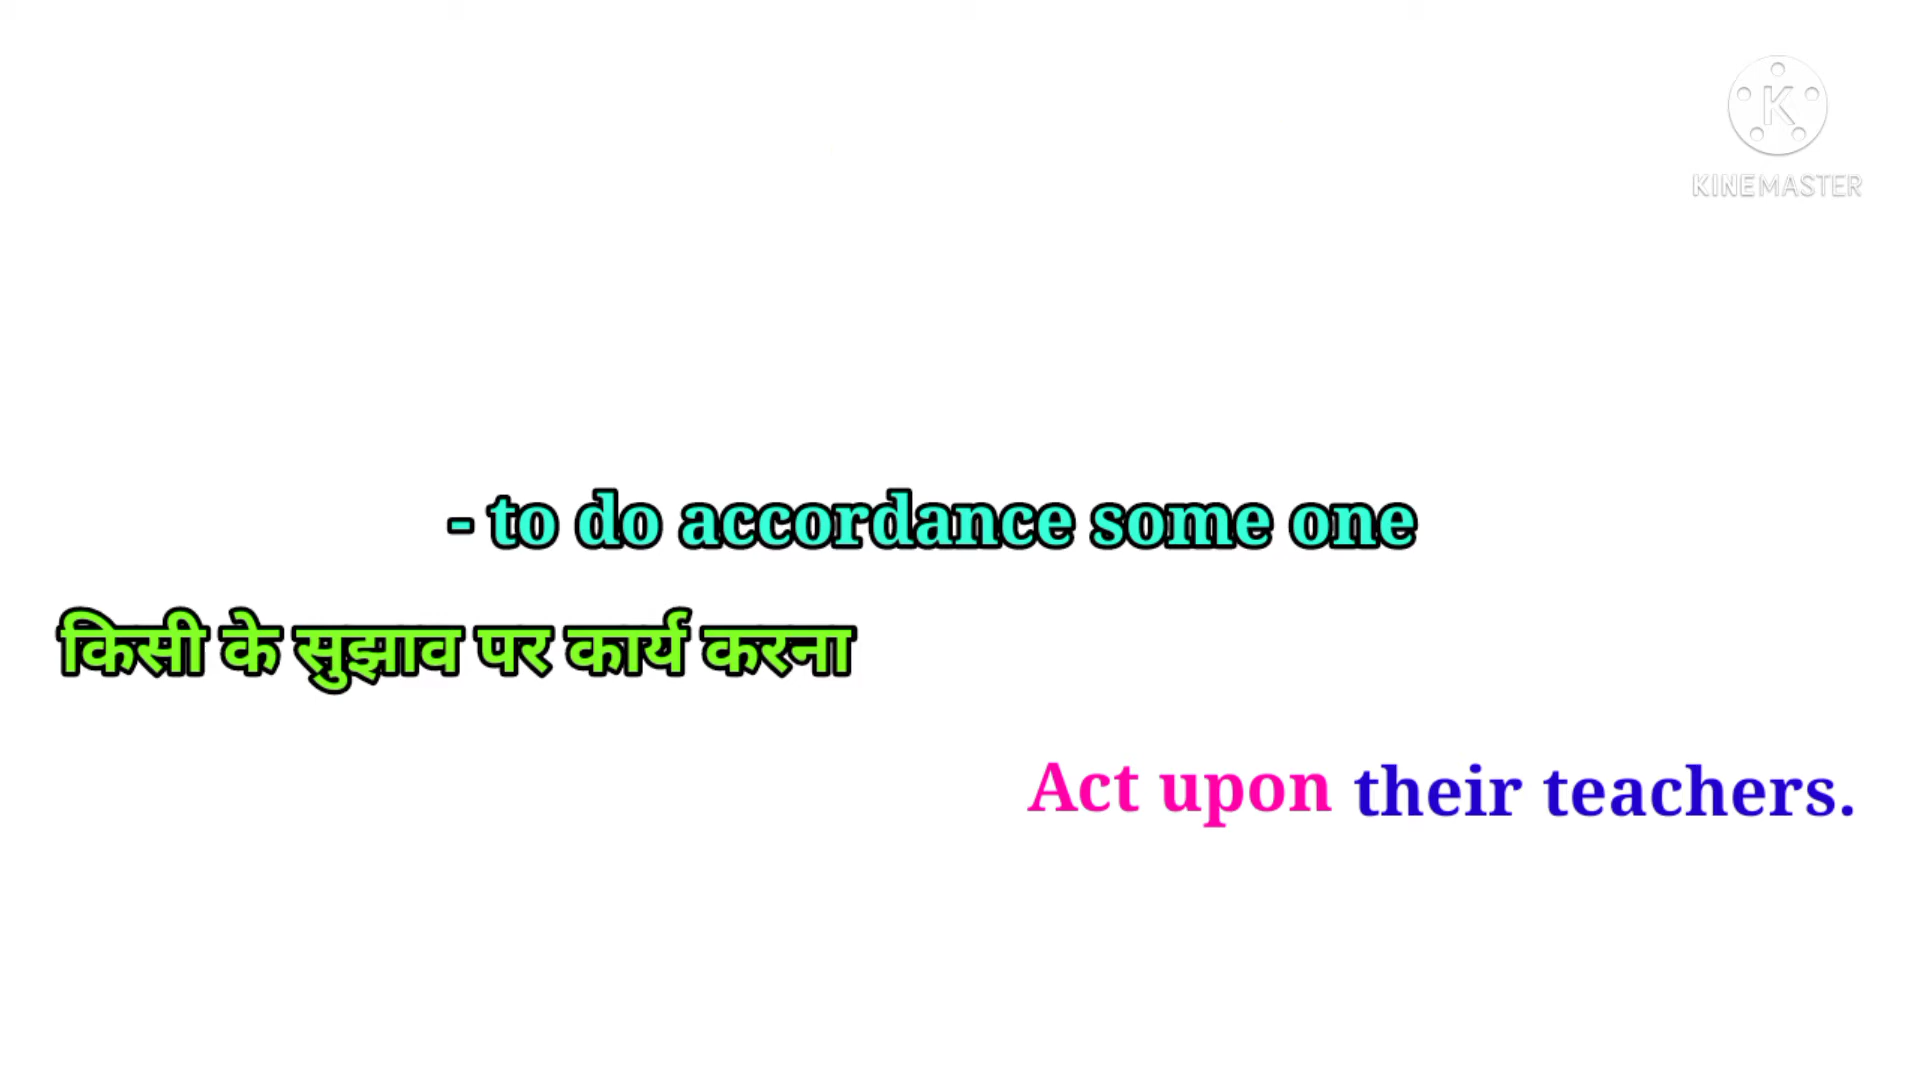 K
KINEMASTER
- to do accordance some one
किसी के सुझाव पर कार्य करना
Act upon their teachers.